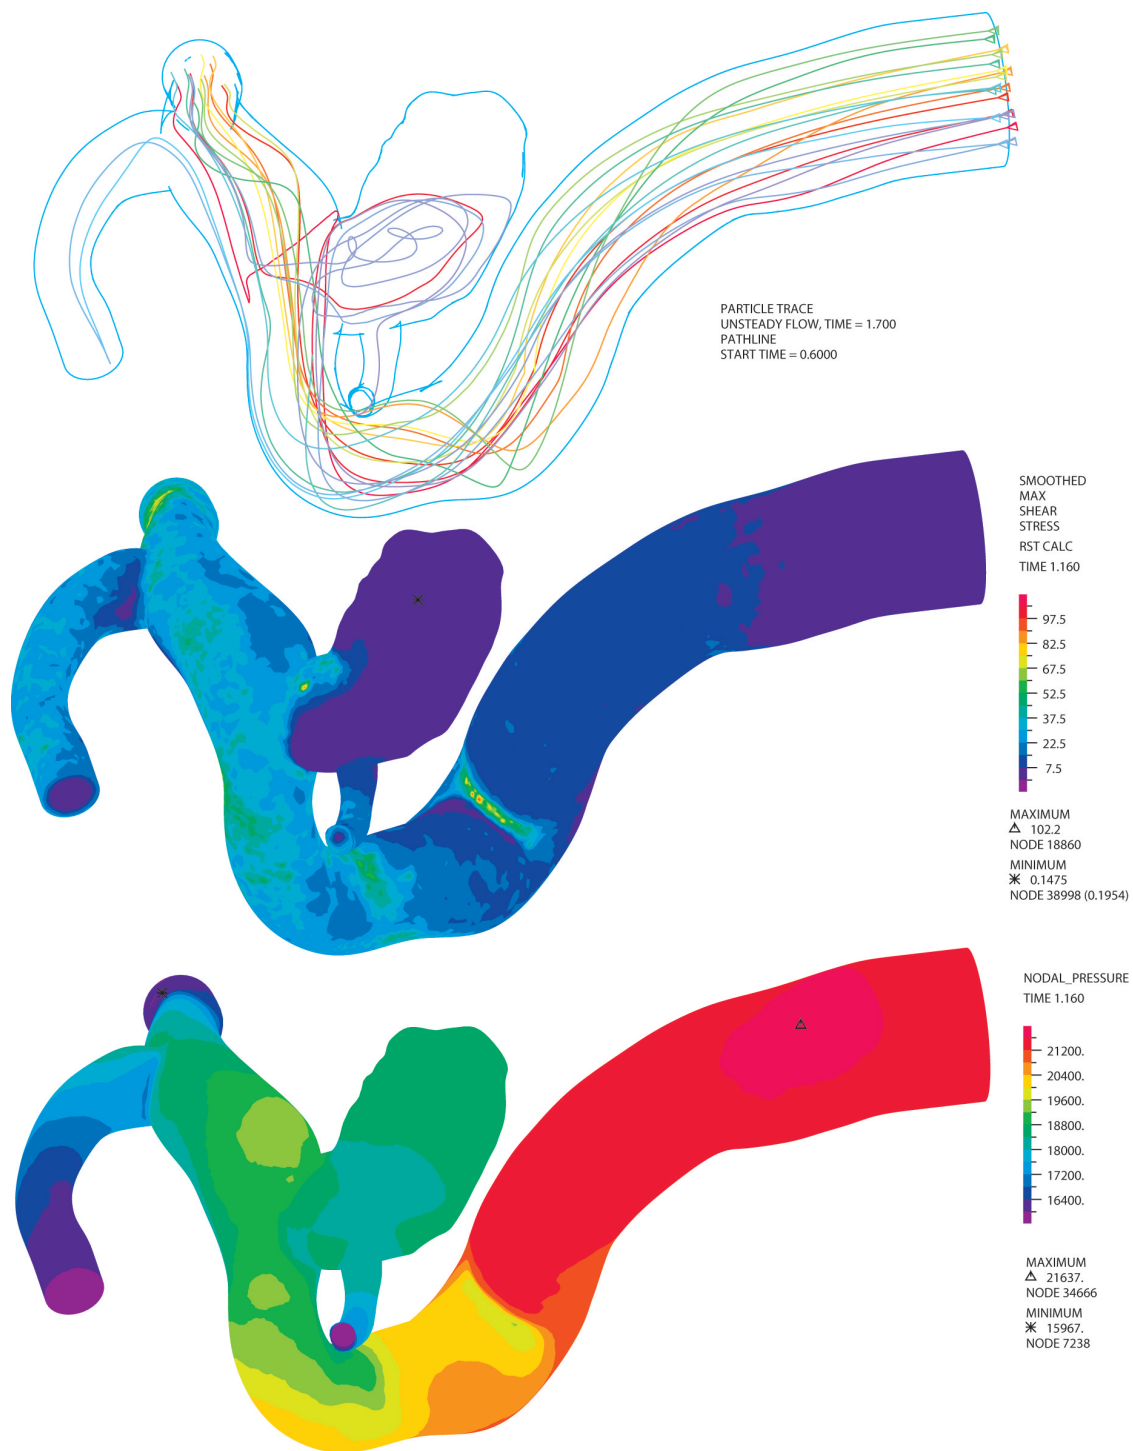 PARTICLE TRACE
UNSTEADY FLOW, TIME = 1.700
PATHLINE
START TIME = 0.6000
SMOOTHED
MAX
SHEAR
STRESS
RST CALC
TIME 1.160
97.5
82.5
67.5
52.5
37.5
22.5
7.5
MAXIMUM
△ 102.2
NODE 18860
MINIMUM
✳ 0.1475
NODE 38998 (0.1954)
NODAL_PRESSURE
TIME 1.160
21200.
20400.
19600.
18800.
18000.
17200.
16400.
MAXIMUM
△ 21637.
NODE 34666
MINIMUM
✳ 15967.
NODE 7238